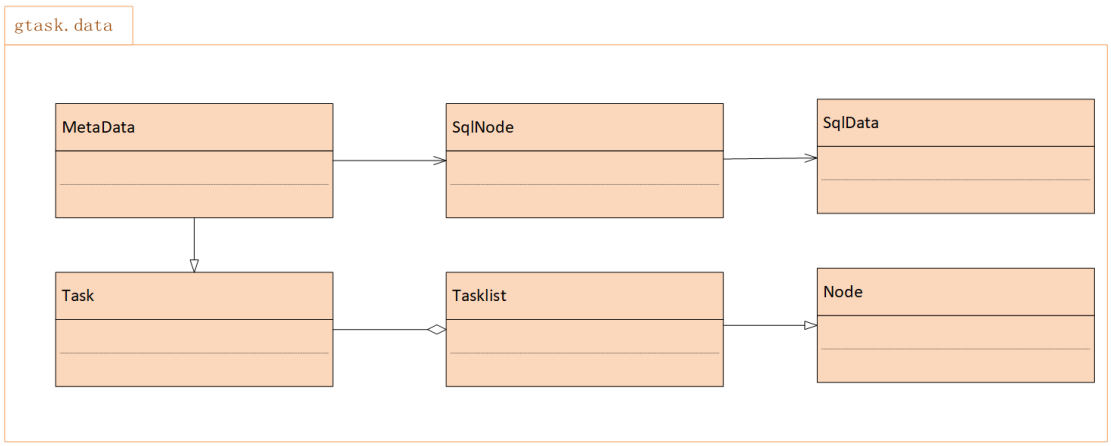 gtask.data
MetaData
SqlNode
SqlData
Task
Tasklist
Node